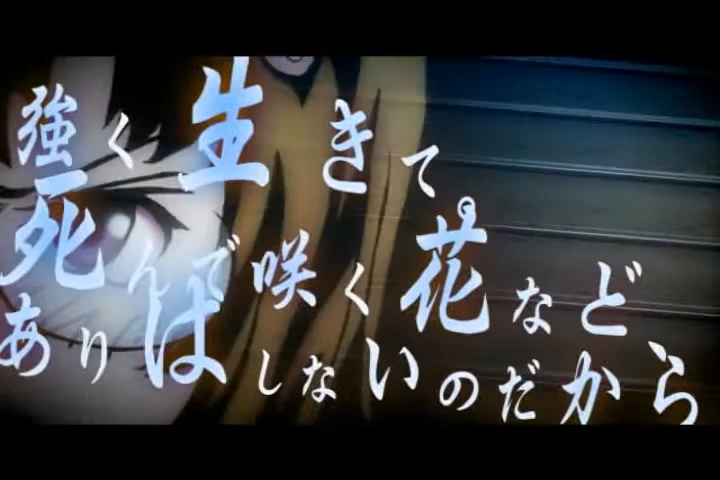 強く生きて
死んで咲く花など
ありばしないのだから